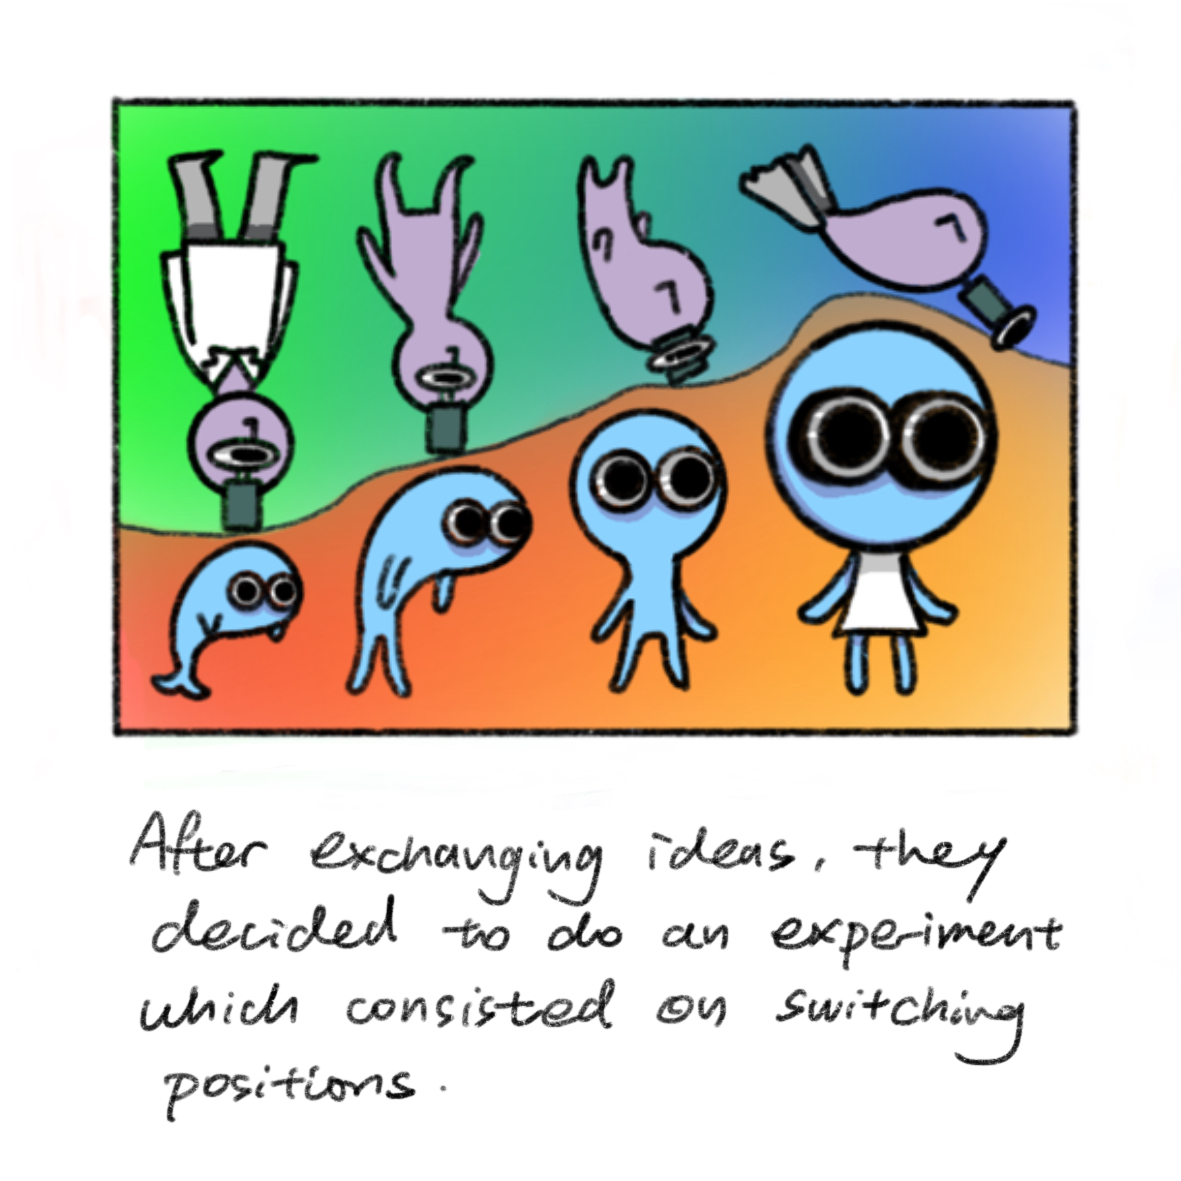 After exchanging ideas, they
decided to do an experiment
which consisted on switching
positions.